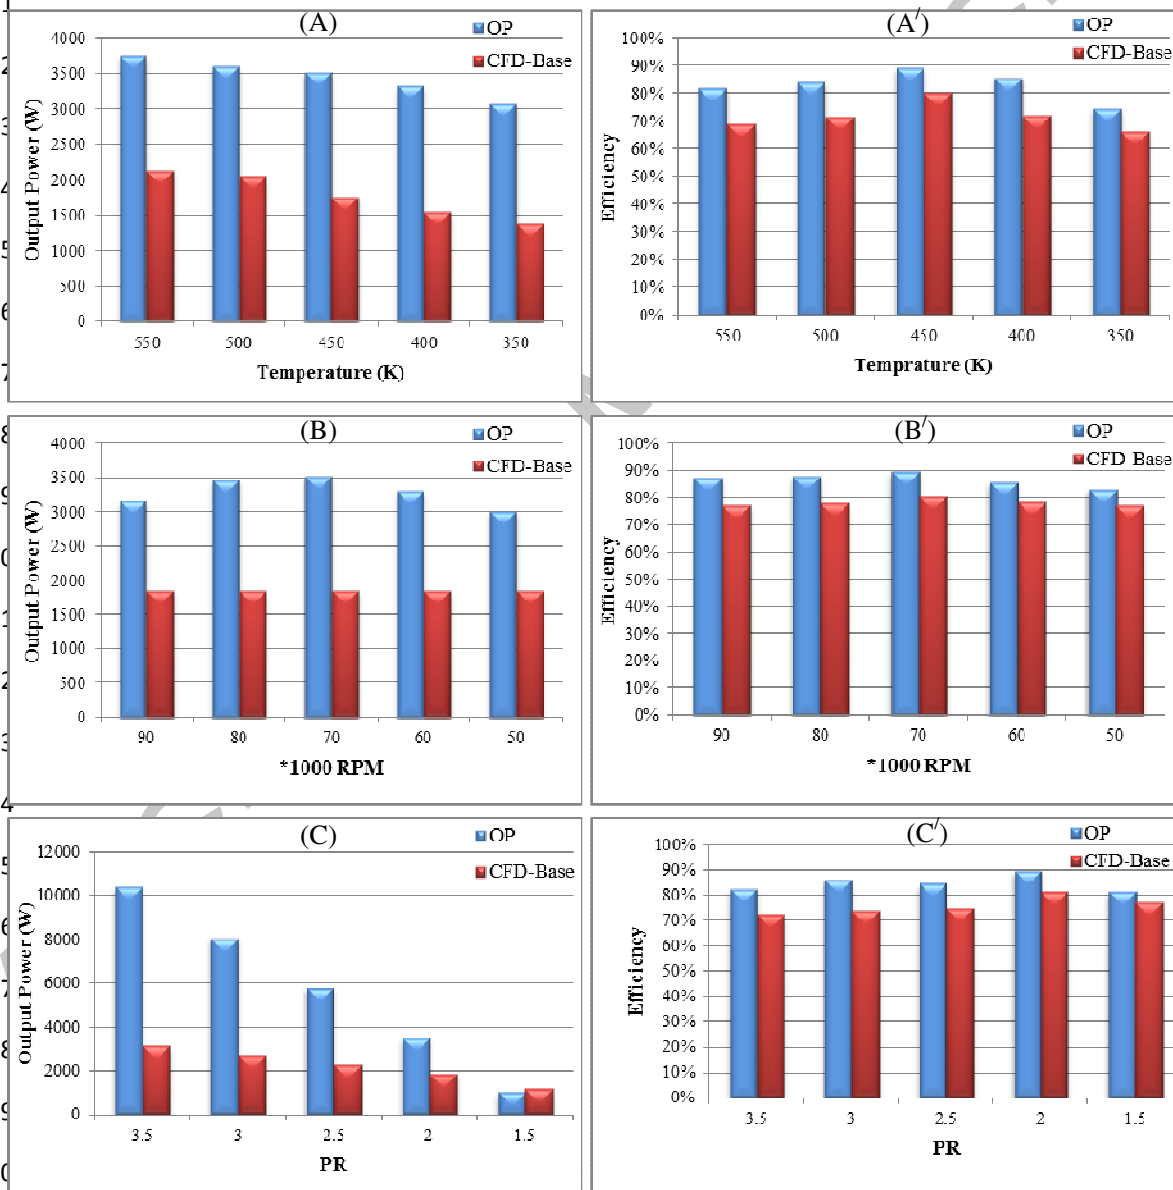 (A)
OP
CFD-Base
4000
3500
3000
2500
2000
1500
1000
500
0
Output Power (W)
550 500 450 400 350
Temperature (K)
(A/)
OP
CFD-Base
100%
90%
80%
70%
60%
50%
40%
30%
20%
10%
0%
Efficiency
550 500 450 400 350
Temprature (K)
(B)
OP
CFD-Base
4000
3500
3000
2500
2000
1500
1000
500
0
Output Power (W)
90 80 70 60 50
*1000 RPM
(B/)
OP
CFD-Base
100%
90%
80%
70%
60%
50%
40%
30%
20%
10%
0%
Efficiency
90 80 70 60 50
*1000 RPM
(C)
OP
CFD-Base
12000
10000
8000
6000
4000
2000
0
Output Power (W)
3.5 3 2.5 2 1.5
PR
(C/)
OP
CFD-Base
100%
90%
80%
70%
60%
50%
40%
30%
20%
10%
0%
Efficiency
3.5 3 2.5 2 1.5
PR